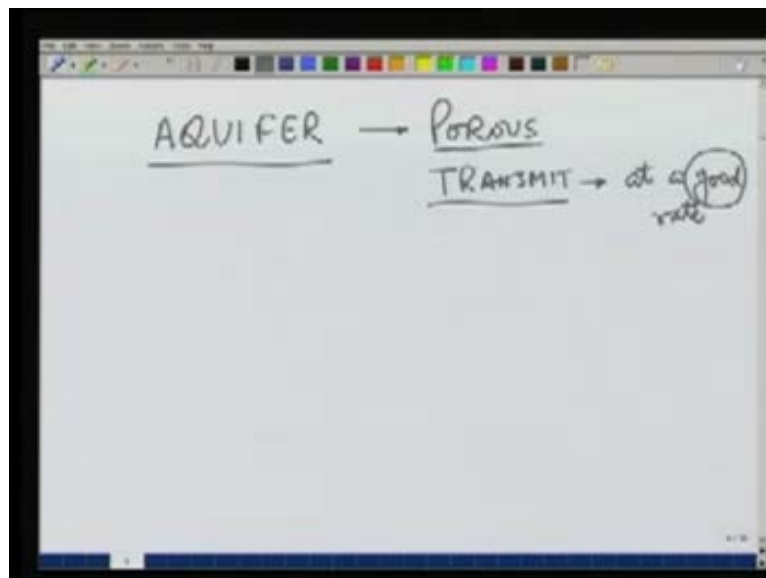 AQUIFER → POROUS
TRANSMIT → at a good
rate